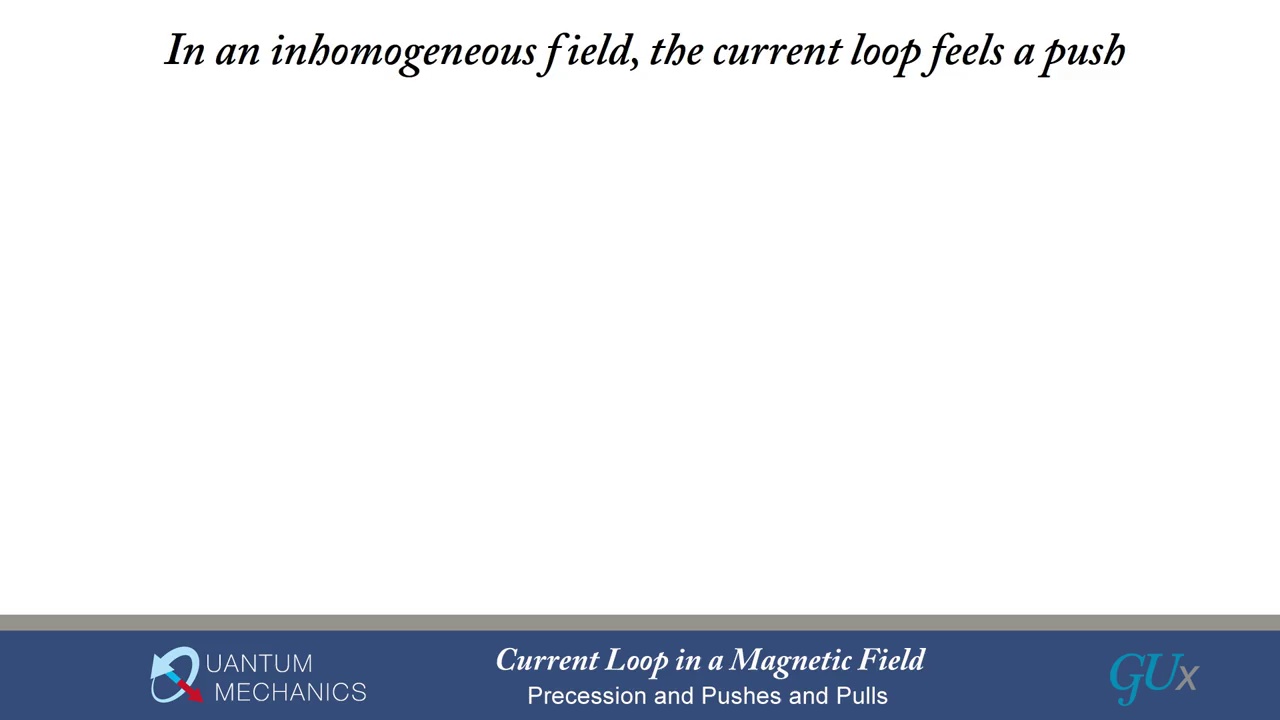 In an inhomogeneous field, the current loop feels a push
QUANTUM
MECHANICS
Current Loop in a Magnetic Field
Precession and Pushes and Pulls
GUx